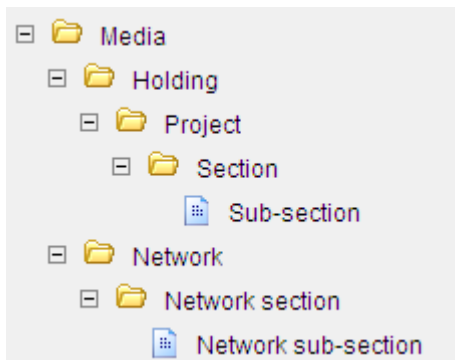 Media
Holding
Project
Section
Sub-section
Network
Network section
Network sub-section